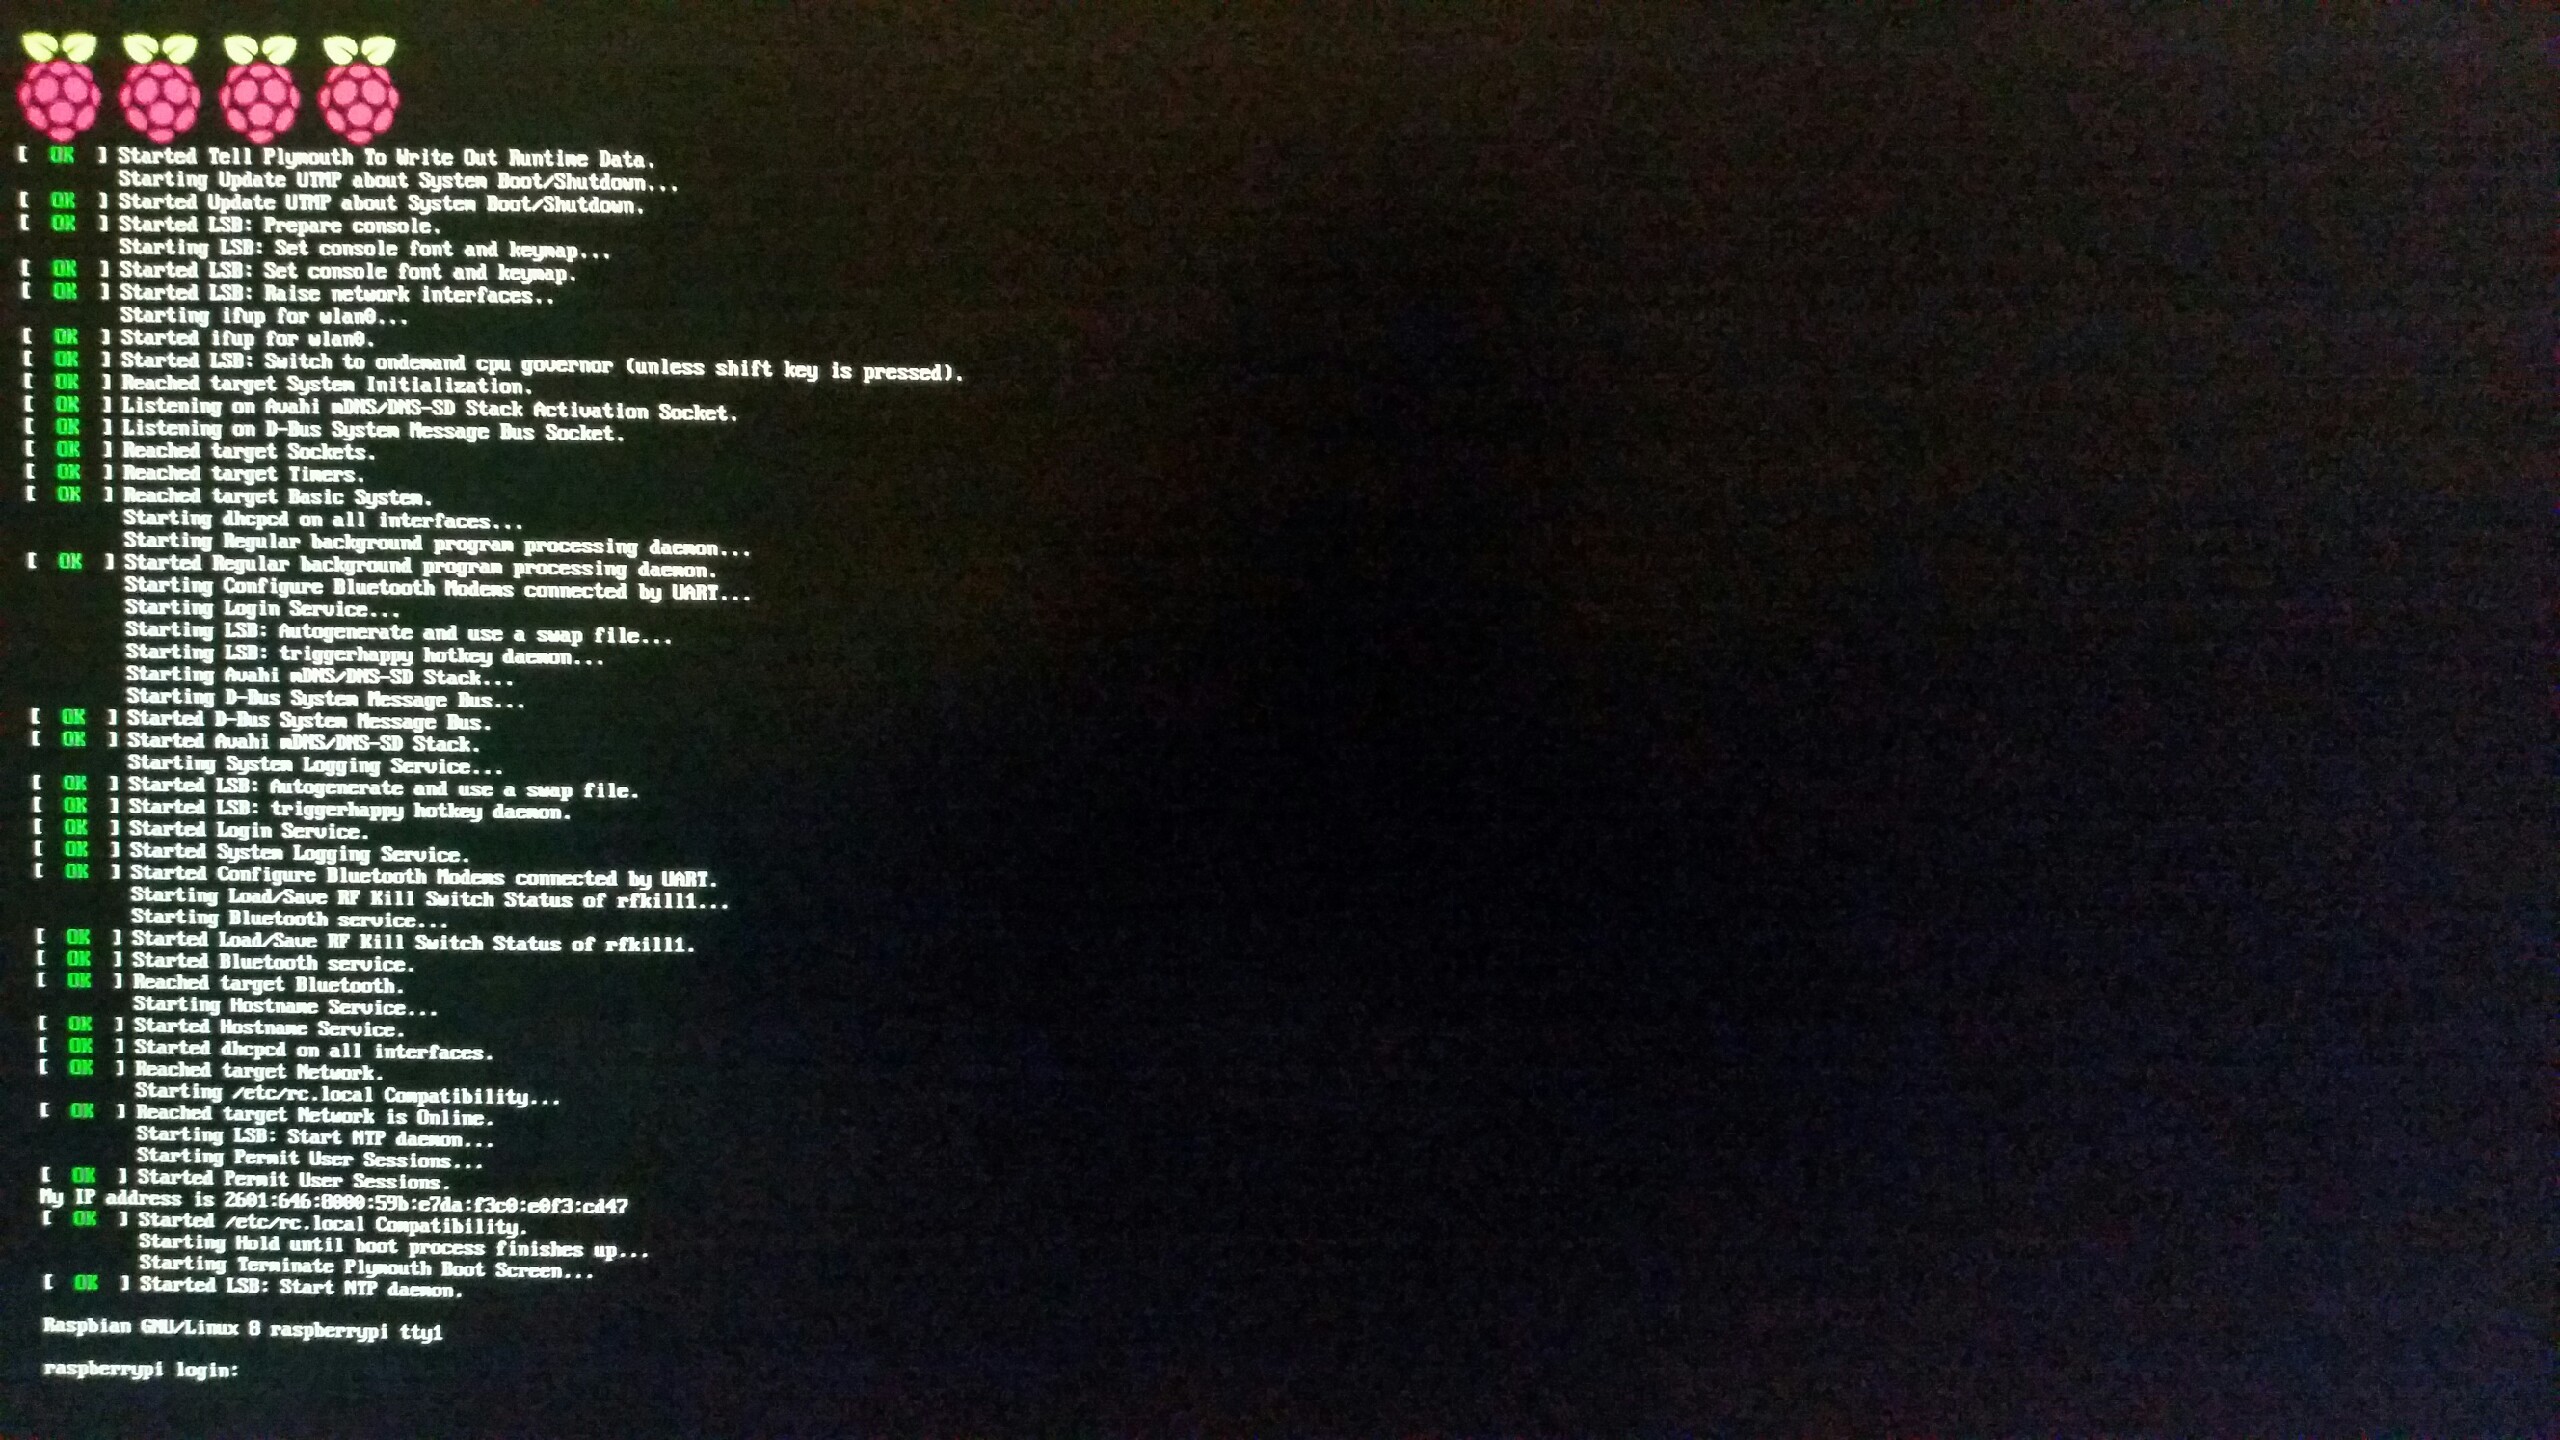 [  OK  ] Started Tell Plymouth To Write Out Runtime Data.
Starting Update UTMP about System Boot/Shutdown...
[  OK  ] Started Update UTMP about System Boot/Shutdown.
[  OK  ] Started LSB: Prepare console.
Starting LSB: Set console font and keymap...
[  OK  ] Started LSB: Set console font and keymap.
[  OK  ] Started LSB: Raise network interfaces..
Starting ifup for wlan0...
[  OK  ] Started ifup for wlan0.
[  OK  ] Started LSB: Switch to ondemand cpu governor (unless shift key is pressed).
[  OK  ] Reached target System Initialization.
[  OK  ] Listening on Avahi mDNS/DNS-SD Stack Activation Socket.
[  OK  ] Listening on D-Bus System Message Bus Socket.
[  OK  ] Reached target Sockets.
[  OK  ] Reached target Timers.
[  OK  ] Reached target Basic System.
Starting dhcpcd on all interfaces...
Starting Regular background program processing daemon...
[  OK  ] Started Regular background program processing daemon.
Starting Configure Bluetooth Modems connected by UART...
Starting Login Service...
Starting LSB: Autogenerate and use a swap file...
Starting LSB: triggerhappy hotkey daemon...
Starting Avahi mDNS/DNS-SD Stack...
Starting D-Bus System Message Bus...
[  OK  ] Started D-Bus System Message Bus.
[  OK  ] Started Avahi mDNS/DNS-SD Stack.
Starting System Logging Service...
[  OK  ] Started LSB: Autogenerate and use a swap file.
[  OK  ] Started LSB: triggerhappy hotkey daemon.
[  OK  ] Started Login Service.
[  OK  ] Started System Logging Service.
[  OK  ] Started Configure Bluetooth Modems connected by UART.
Starting Load/Save RF Kill Switch Status of rfkill1...
Starting Bluetooth service...
[  OK  ] Started Load/Save RF Kill Switch Status of rfkill1.
[  OK  ] Started Bluetooth service.
[  OK  ] Reached target Bluetooth.
Starting Hostname Service...
[  OK  ] Started Hostname Service.
[  OK  ] Started dhcpcd on all interfaces.
[  OK  ] Reached target Network.
Starting /etc/rc.local Compatibility...
[  OK  ] Reached target Network is Online.
Starting LSB: Start NTP daemon...
Starting Permit User Sessions...
[  OK  ] Started Permit User Sessions.
My IP address is 2601:646:8000:59b:e7da:f3c0:e0f3:cd47
[  OK  ] Started /etc/rc.local Compatibility.
Starting Hold until boot process finishes up...
Starting Terminate Plymouth Boot Screen...
[  OK  ] Started LSB: Start NTP daemon.
Raspbian GNU/Linux 8 raspberrypi tty1
raspberrypi login: